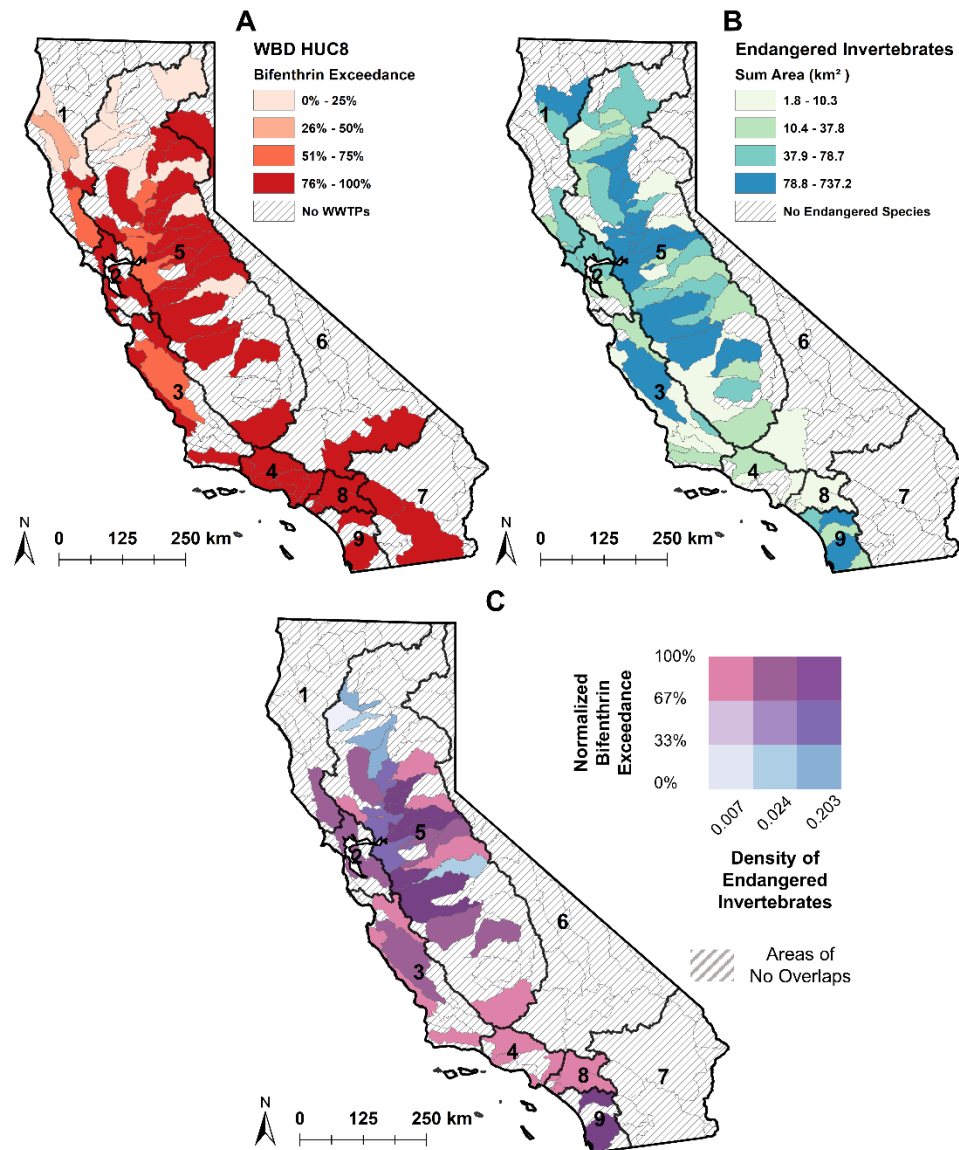 A
WBD HUC8
Bifenthrin Exceedance
0% - 25%
26% - 50%
51% - 75%
76% - 100%
No WWTPs
1
2
3
4
5
6
7
8
9
N
0 125 250 km
B
Endangered Invertebrates
Sum Area (km² )
1.8 - 10.3
10.4 - 37.8
37.9 - 78.7
78.8 - 737.2
No Endangered Species
1
2
3
4
5
6
7
8
9
N
0 125 250 km
C
Normalized
Bifenthrin
Exceedance
100%
67%
33%
0%
0.007
0.024
0.203
Density of
Endangered
Invertebrates
Areas of
No Overlaps
1
2
3
4
5
6
7
8
9
N
0 125 250 km